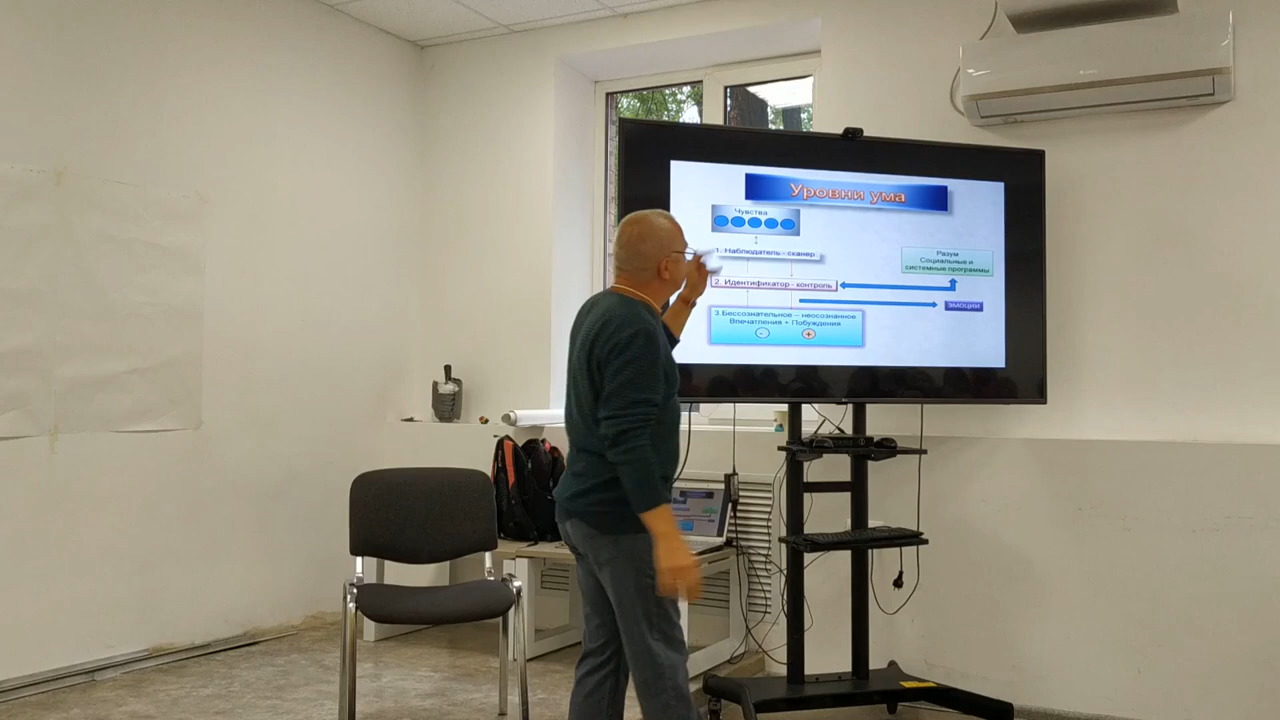 Уровни ума
Чувства
1. Наблюдатель - сканер
Разум
Социальные и
системные программы
2. Идентификатор - контроль
эмоции
3.Бессознательное – неосознанное
Впечатления + Побуждения
- +